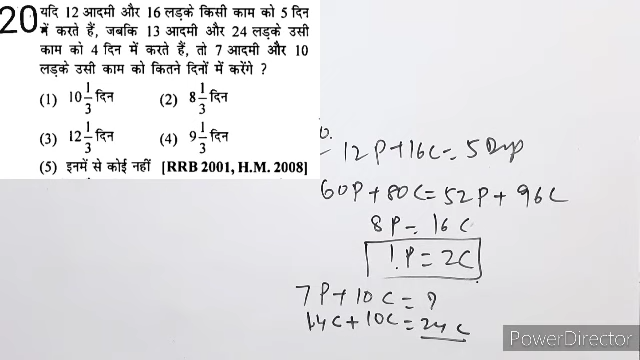 20 यदि 12 आदमी और 16 लड़के किसी काम को 5 दिन
में करते हैं, जबकि 13 आदमी और 24 लड़के उसी
काम को 4 दिन में करते हैं, तो 7 आदमी और 10
लड़के उसी काम को कितने दिनों में करेंगे ?
(1) 10 1/3 दिन (2) 8 1/3 दिन
(3) 12 1/3 दिन (4) 9 1/3 दिन
(5) इनमें से कोई नहीं [RRB 2001, H.M. 2008]
12P+16C = 5
60P+80C = 52P+96C
8P = 16C
1.P = 2C
7P+10C = ?
14C+10C = 24C
PowerDirector